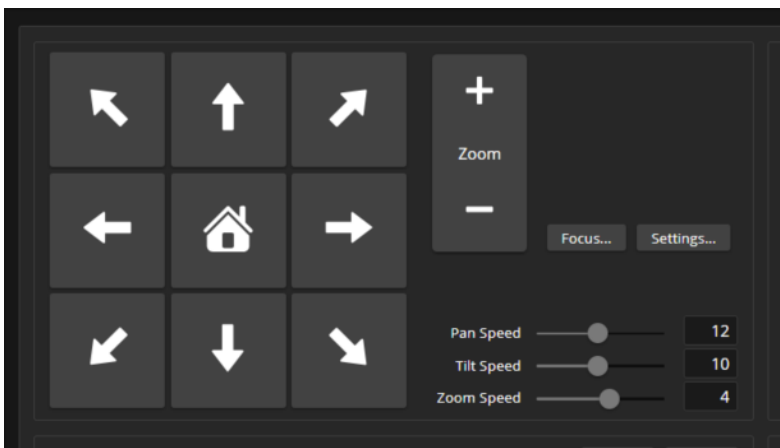 +
Zoom
−
Focus...
Settings...
Pan Speed 12
Tilt Speed 10
Zoom Speed 4